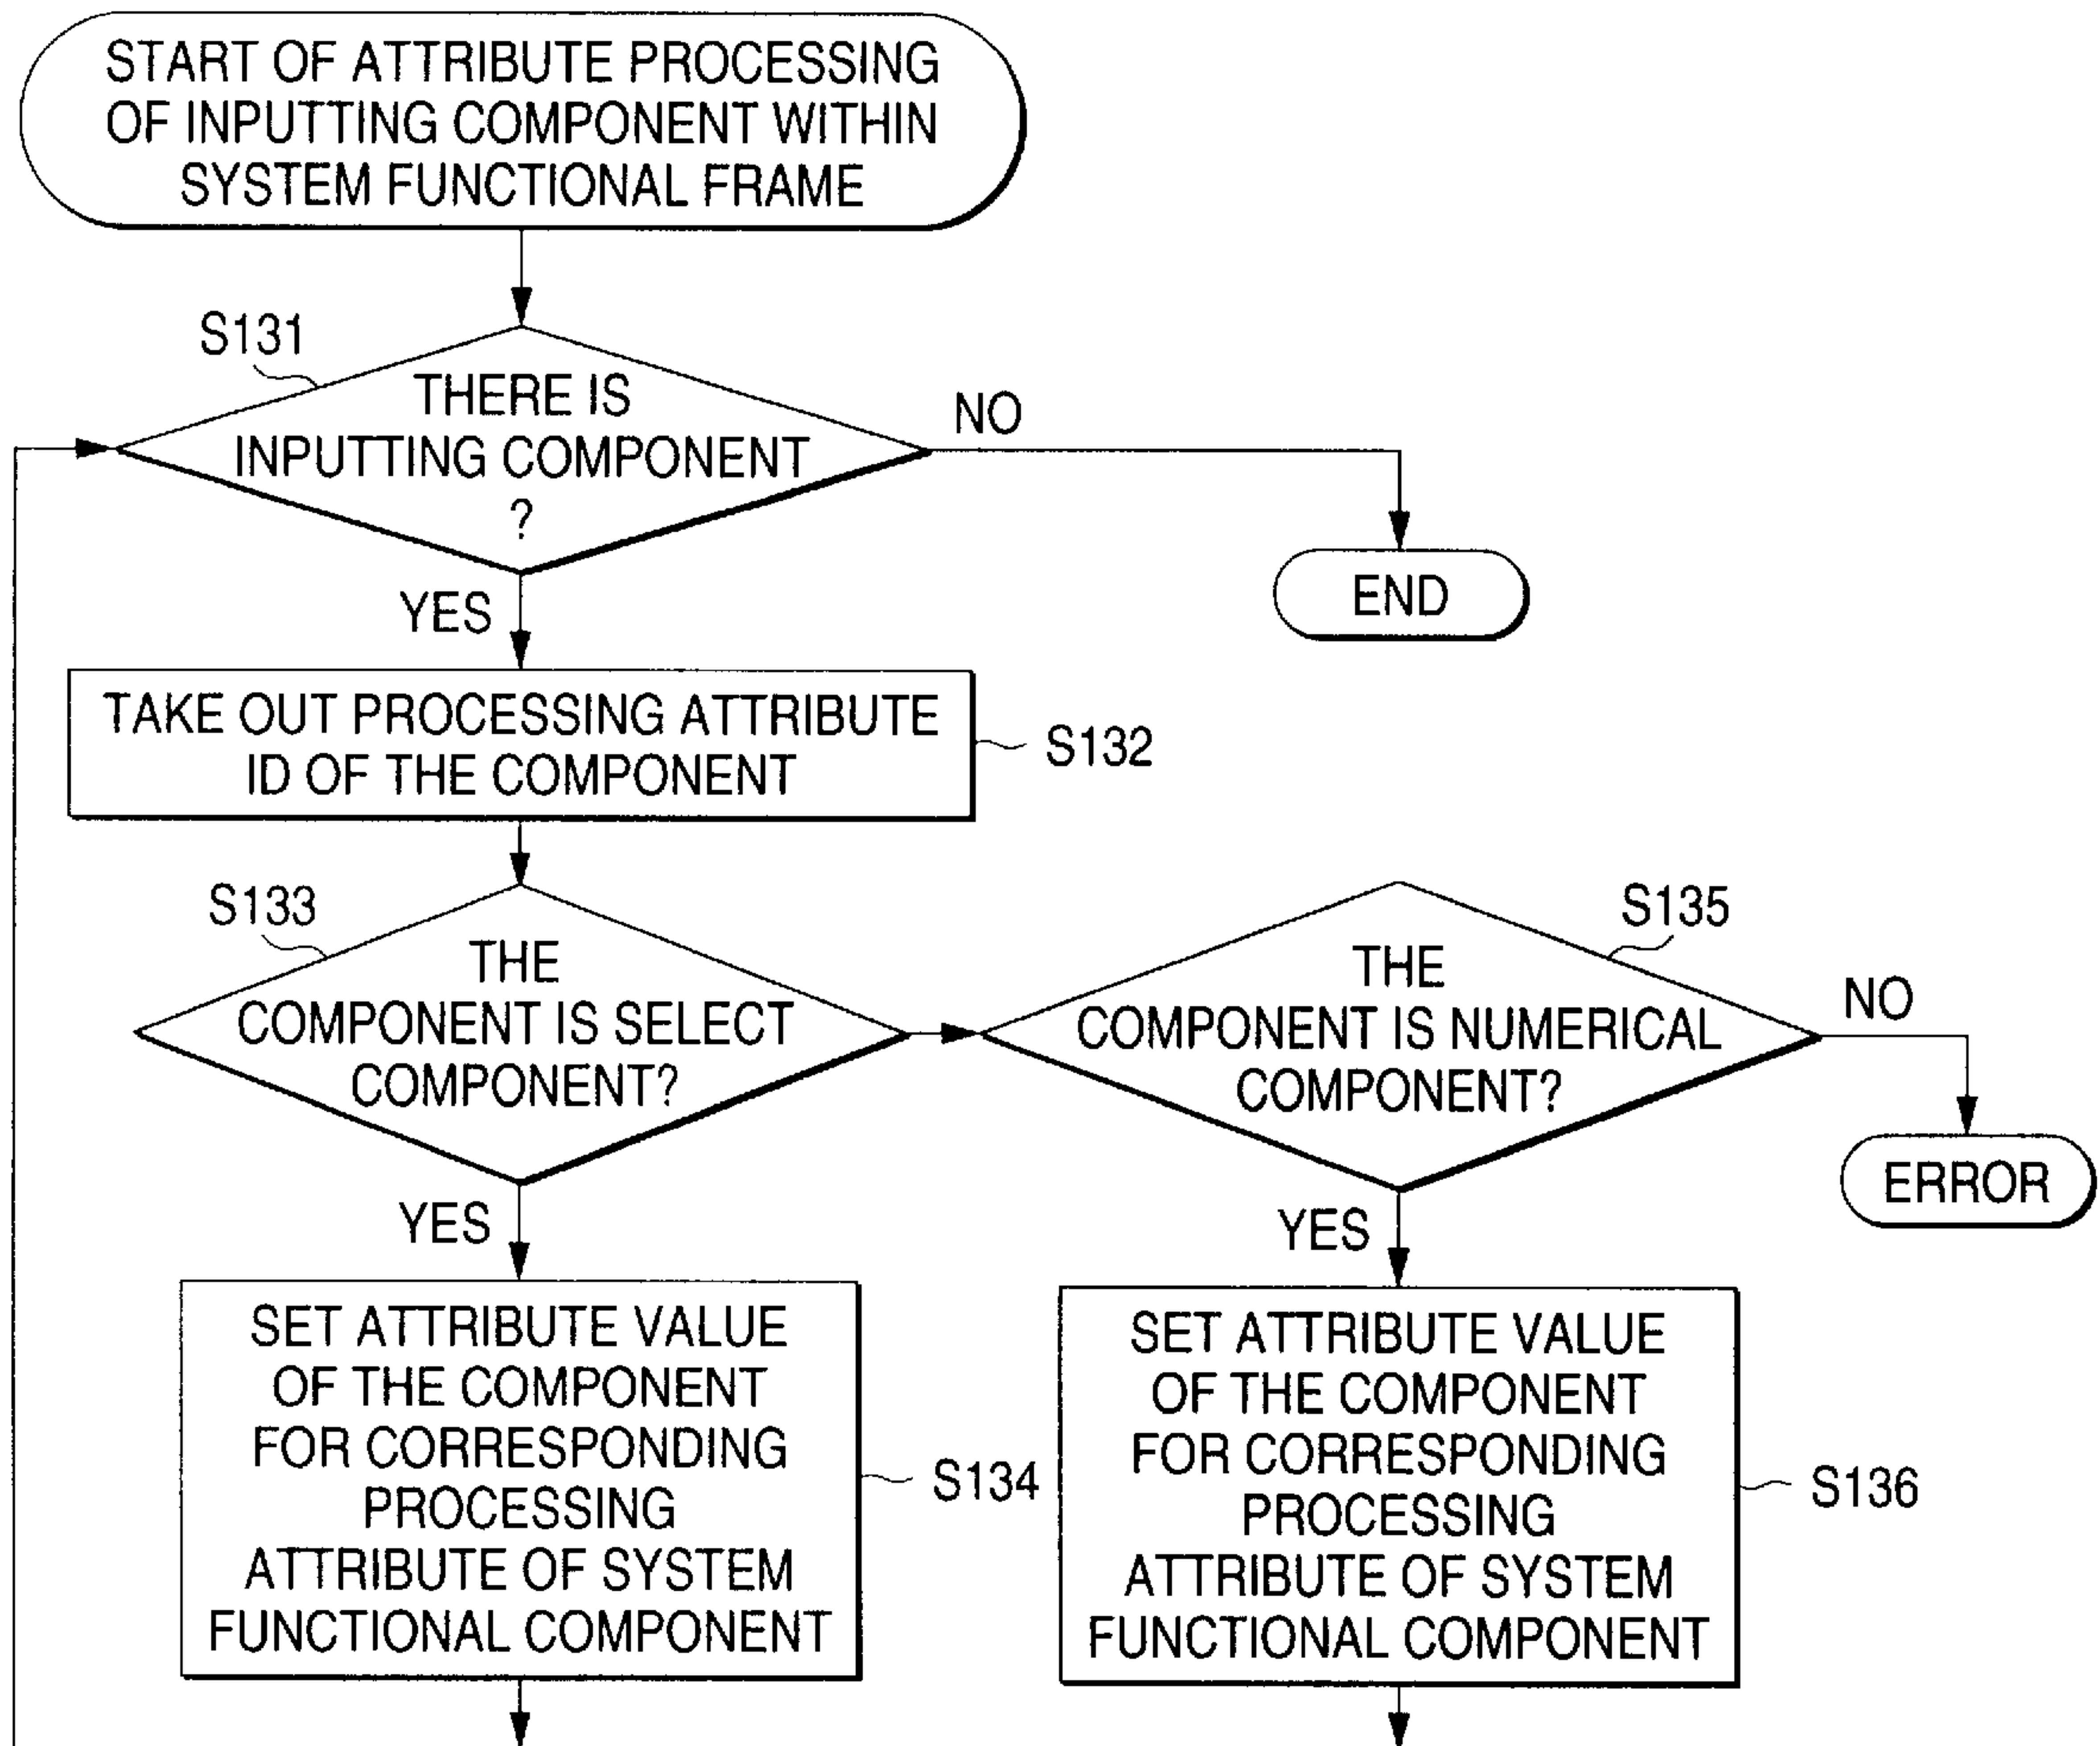 START OF ATTRIBUTE PROCESSING
OF INPUTTING COMPONENT WITHIN
SYSTEM FUNCTIONAL FRAME
S131
THERE IS
INPUTTING COMPONENT
?
NO
END
YES
TAKE OUT PROCESSING ATTRIBUTE
ID OF THE COMPONENT
S132
S133
THE
COMPONENT IS SELECT
COMPONENT?
S135
THE
COMPONENT IS NUMERICAL
COMPONENT?
NO
ERROR
YES
YES
SET ATTRIBUTE VALUE
OF THE COMPONENT
FOR CORRESPONDING
PROCESSING
ATTRIBUTE OF SYSTEM
FUNCTIONAL COMPONENT
S134
SET ATTRIBUTE VALUE
OF THE COMPONENT
FOR CORRESPONDING
PROCESSING
ATTRIBUTE OF SYSTEM
FUNCTIONAL COMPONENT
S136